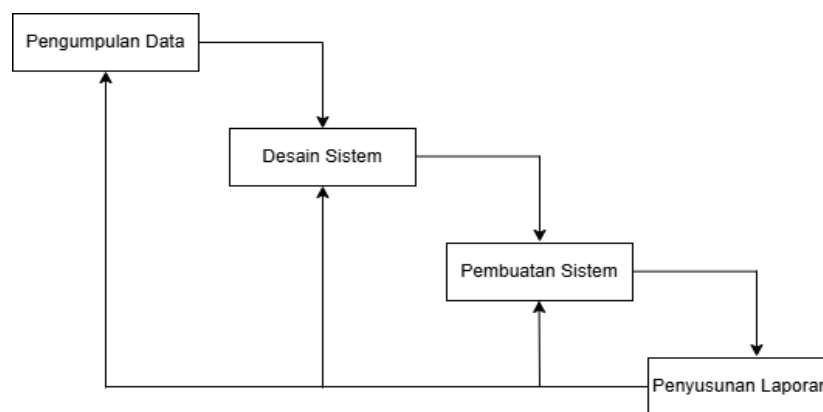 Pengumpulan Data
Desain Sistem
Pembuatan Sistem
Penyusunan Laporan